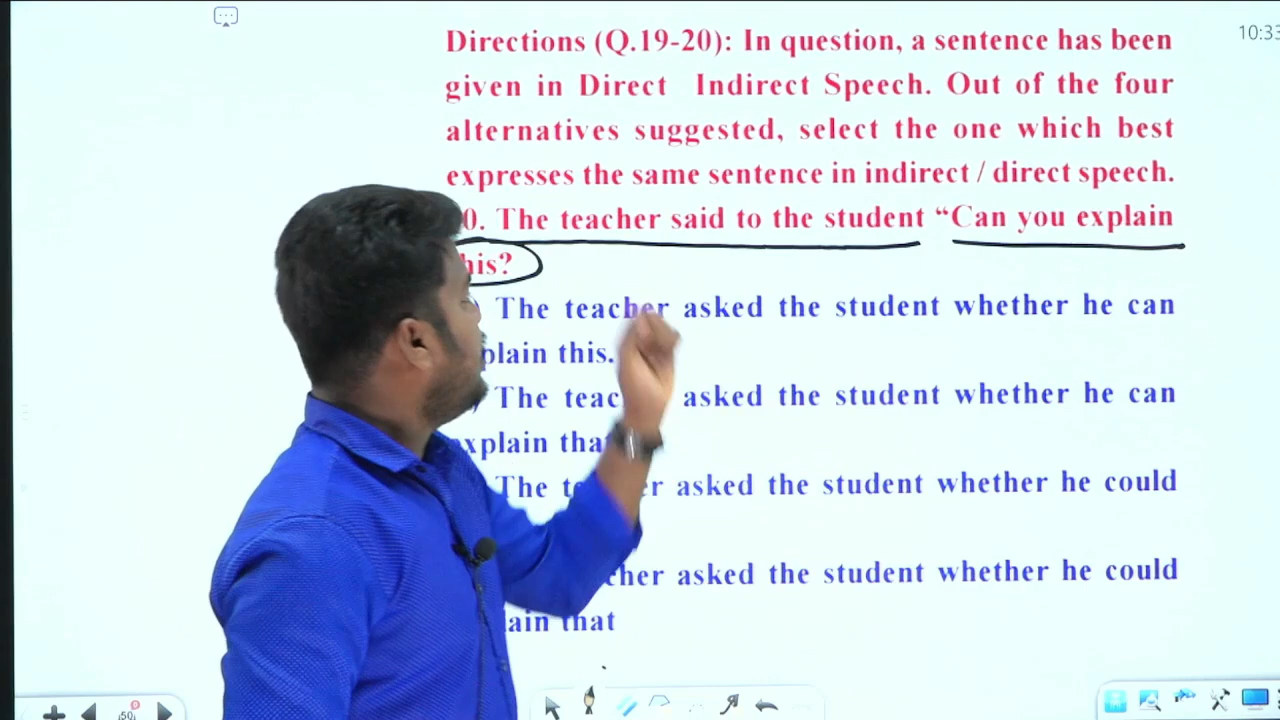 10:33
Directions (Q.19-20): In question, a sentence has been
given in Direct Indirect Speech. Out of the four
alternatives suggested, select the one which best
expresses the same sentence in indirect / direct speech.
0. The teacher said to the student “Can you explain
his?
The teacher asked the student whether he can
plain this.
The teac asked the student whether he can
xplain tha
The te er asked the student whether he could
cher asked the student whether he could
lain that
50